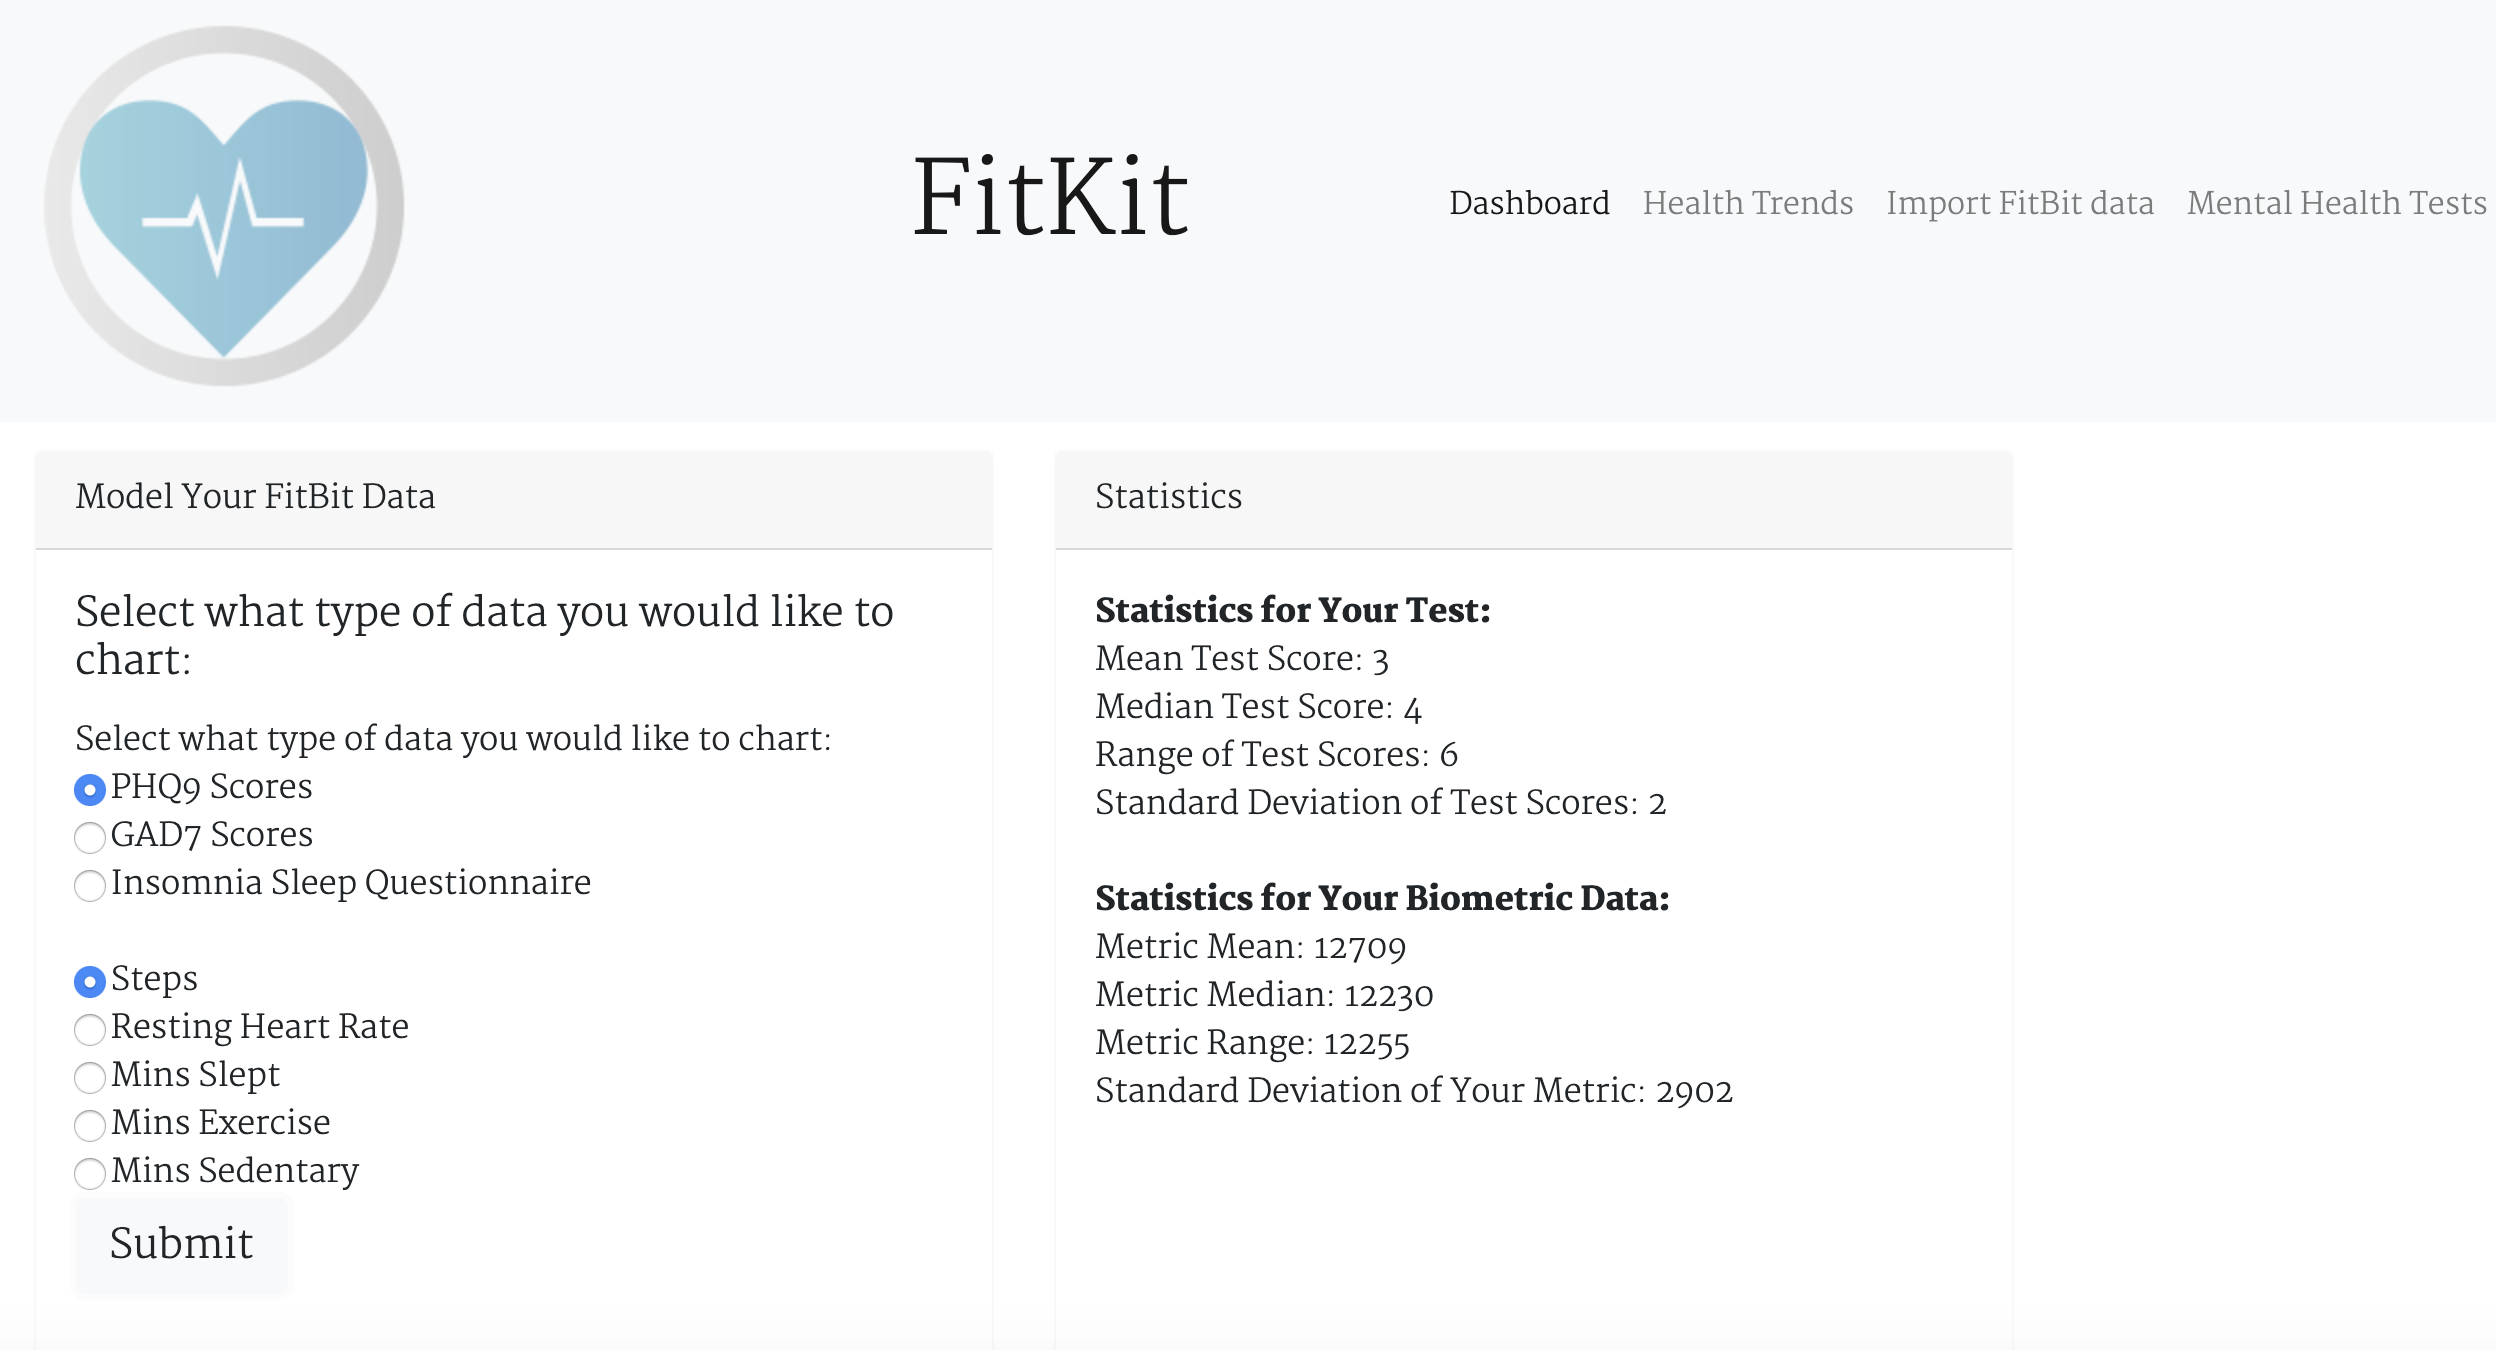 FitKit
Dashboard Health Trends Import FitBit data Mental Health Tests
Model Your FitBit Data
Select what type of data you would like to
chart:
Select what type of data you would like to chart:
PHQ9 Scores
GAD7 Scores
Insomnia Sleep Questionnaire
Steps
Resting Heart Rate
Mins Slept
Mins Exercise
Mins Sedentary
Submit
Statistics
Statistics for Your Test:
Mean Test Score: 3
Median Test Score: 4
Range of Test Scores: 6
Standard Deviation of Test Scores: 2
Statistics for Your Biometric Data:
Metric Mean: 12709
Metric Median: 12230
Metric Range: 12255
Standard Deviation of Your Metric: 2902